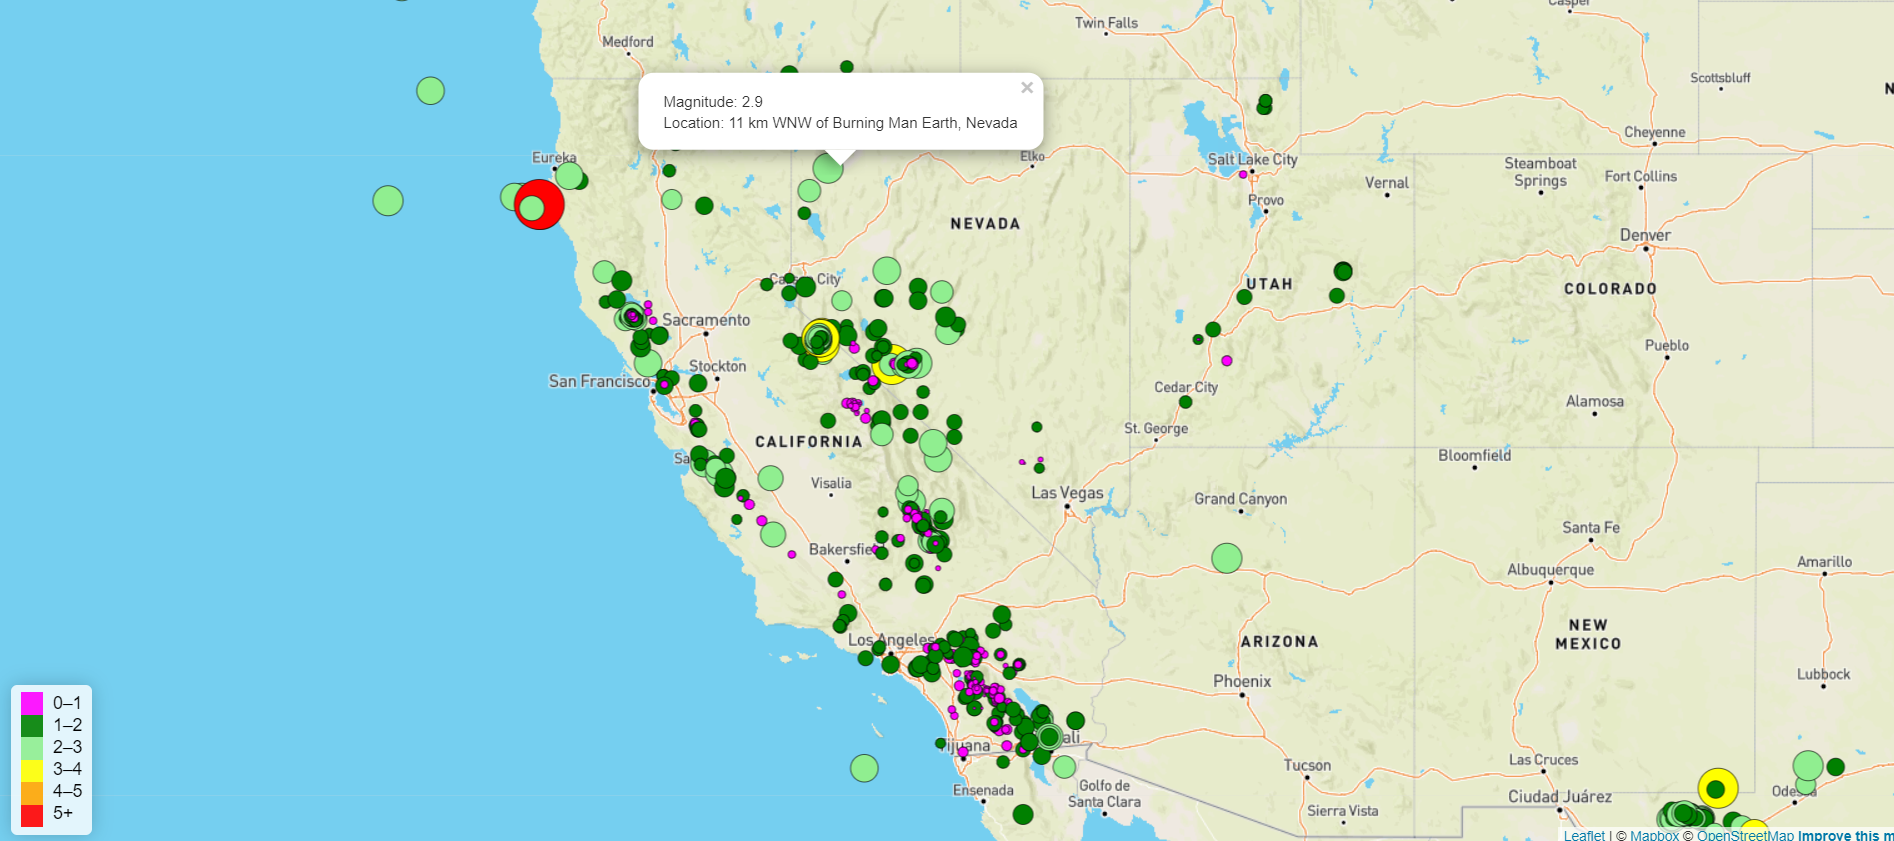 Casper
Twin Falls
Medford
Scottsbluff
N
Magnitude: 2.9
Location: 11 km WNW of Burning Man Earth, Nevada
×
Cheyenne
Eureka
Elko
Salt Lake City
Steamboat
Springs
Fort Collins
Vernal
Provo
NEVADA
Denver
Carson City
UTAH
COLORADO
Sacramento
Pueblo
Stockton
San Francisco
Cedar City
Alamosa
St. George
CALIFORNIA
Sa
Bloomfield
Visalia
Las Vegas
Grand Canyon
Santa Fe
Bakersfie
Albuquerque
Amarillo
Los Angeles
ARIZONA
NEW
MEXICO
Phoenix
Lubbock
ali
ijuana
Tucson
Las Cruces
Ensenada
Golfo de
Santa Clara
Odessa
Ciudad Juárez
Sierra Vista
0–1
1–2
2–3
3–4
4–5
5+
Leaflet | © Mapbox © OpenStreetMap Improve this m